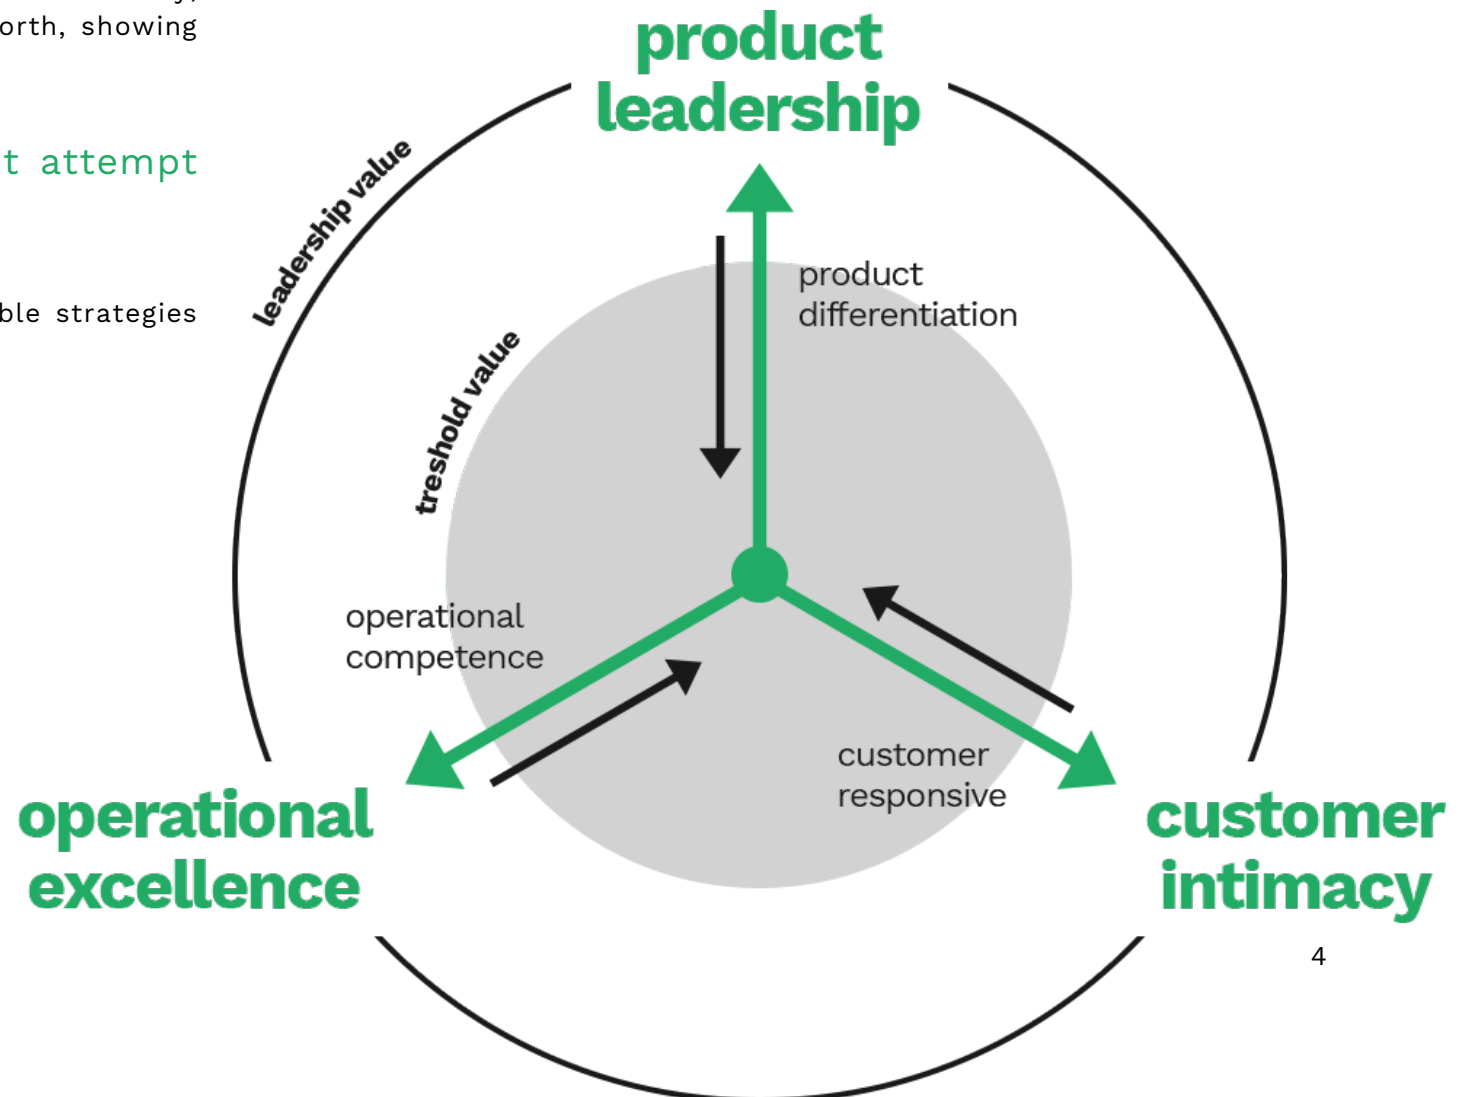 orth, showing
t attempt
ble strategies
product
leadership
leadership value
treshold value
product
differentiation
operational
competence
customer
responsive
operational
excellence
customer
intimacy
4